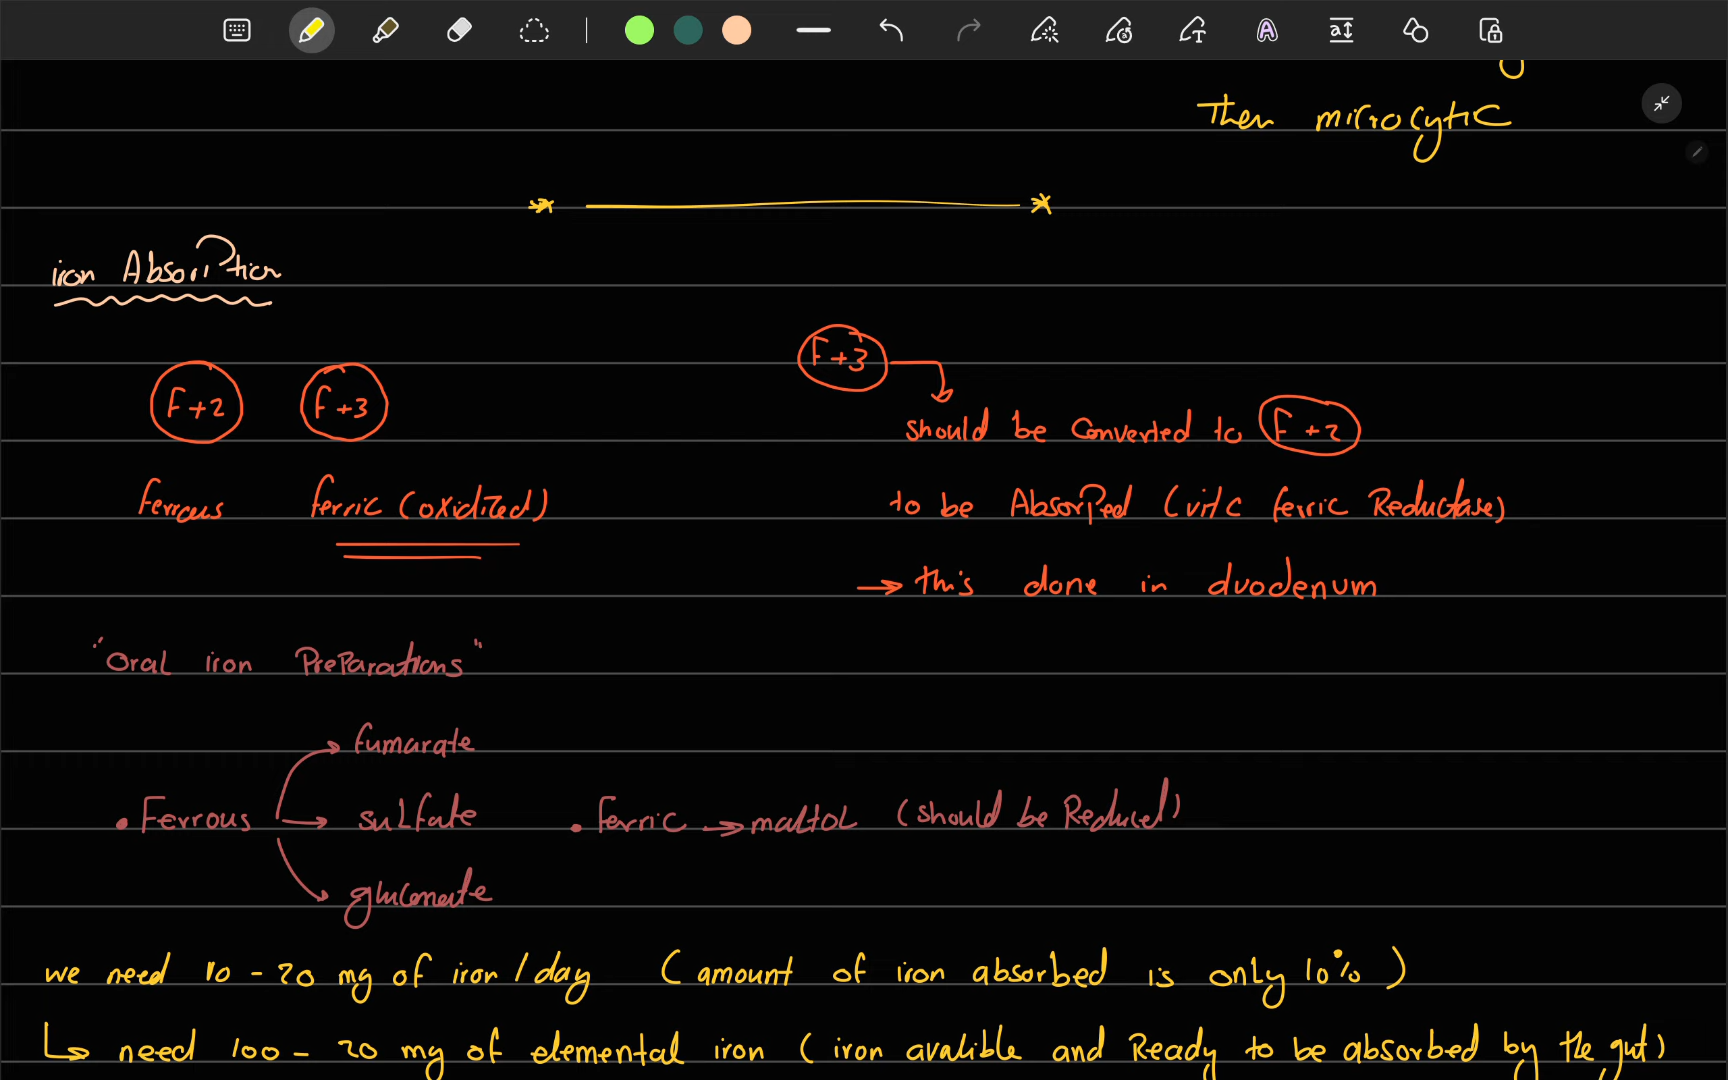 Then microcytic
iron Absorption
F+2 F+3
ferrous ferric (oxidized)
F+3
should be Converted to F+2
to be Absorped (vit c ferric Reductase)
→ this done in duodenum
"Oral iron PrePorations"
fumarate
• Ferrous → sulfate • ferric → maltol (should be Reduced)
gluconate
we need 10 - 20 mg of iron / day (amount of iron absorbed is only 10%)
↳ need 100 - 20 mg of elemental iron (iron avalible and Ready to be absorbed by the gut)